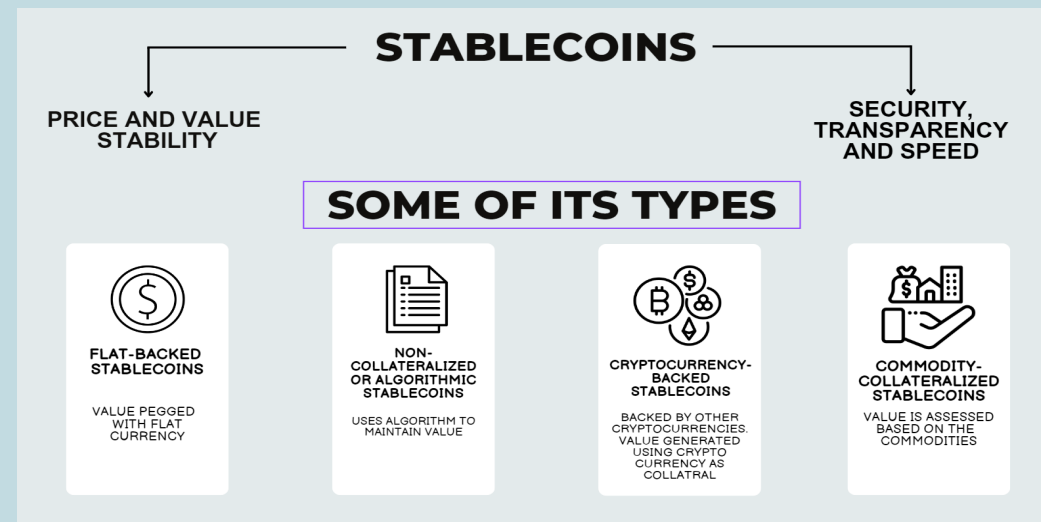 STABLECOINS
PRICE AND VALUE
STABILITY
SECURITY,
TRANSPARENCY
AND SPEED
SOME OF ITS TYPES
FLAT-BACKED
STABLECOINS
VALUE PEGGED
WITH FLAT
CURRENCY
NON-
COLLATERALIZED
OR ALGORITHMIC
STABLECOINS
USES ALGORITHM TO
MAINTAIN VALUE
CRYPTOCURRENCY-
BACKED
STABLECOINS
BACKED BY OTHER
CRYPTOCURRENCIES.
VALUE GENERATED
USING CRYPTO
CURRENCY AS
COLLATRAL
COMMODITY-
COLLATERALIZED
STABLECOINS
VALUE IS ASSESSED
BASED ON THE
COMMODITIES